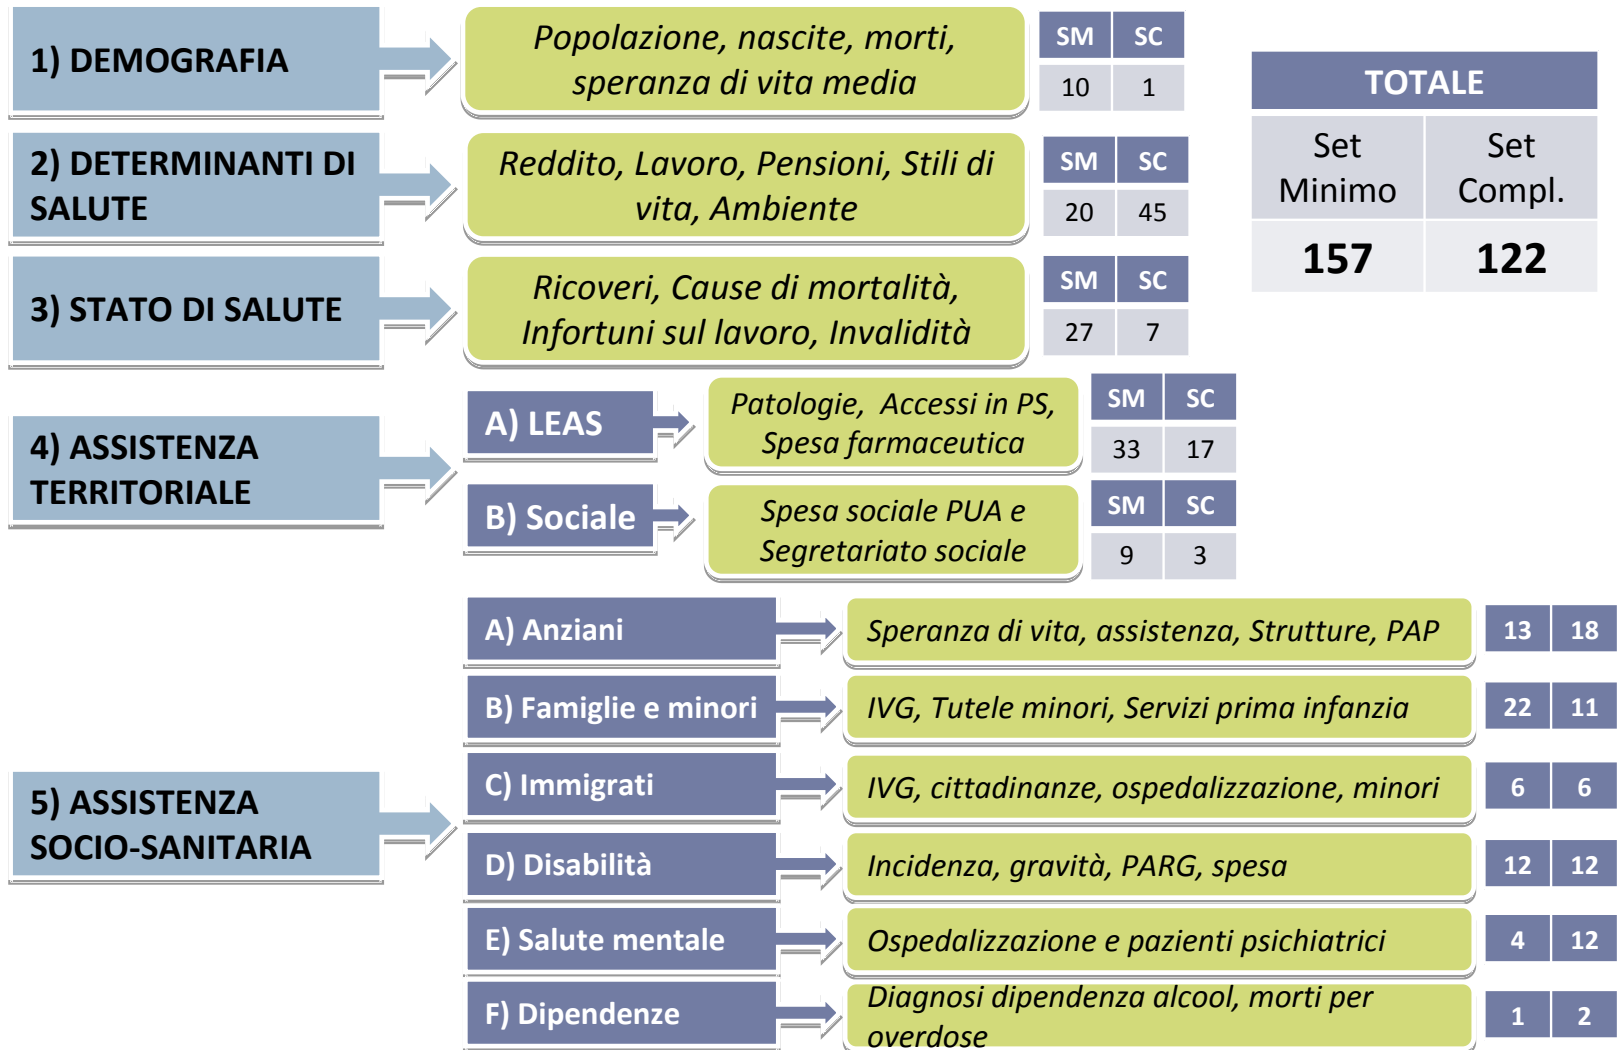 1) DEMOGRAFIA
Popolazione, nascite, morti,
speranza di vita media
SM SC
10 1
TOTALE
Set Minimo
Set Compl.
157 122
2) DETERMINANTI DI
SALUTE
Reddito, Lavoro, Pensioni, Stili di
vita, Ambiente
SM SC
20 45
3) STATO DI SALUTE
Ricoveri, Cause di mortalità,
Infortuni sul lavoro, Invalidità
SM SC
27 7
4) ASSISTENZA
TERRITORIALE
A) LEAS
Patologie, Accessi in PS,
Spesa farmaceutica
SM SC
33 17
B) Sociale
Spesa sociale PUA e
Segretariato sociale
SM SC
9 3
5) ASSISTENZA
SOCIO-SANITARIA
A) Anziani
Speranza di vita, assistenza, Strutture, PAP
13 18
B) Famiglie e minori
IVG, Tutele minori, Servizi prima infanzia
22 11
C) Immigrati
IVG, cittadinanze, ospedalizzazione, minori
6 6
D) Disabilità
Incidenza, gravità, PARG, spesa
12 12
E) Salute mentale
Ospedalizzazione e pazienti psichiatrici
4 12
F) Dipendenze
Diagnosi dipendenza alcool, morti per
overdose
1 2